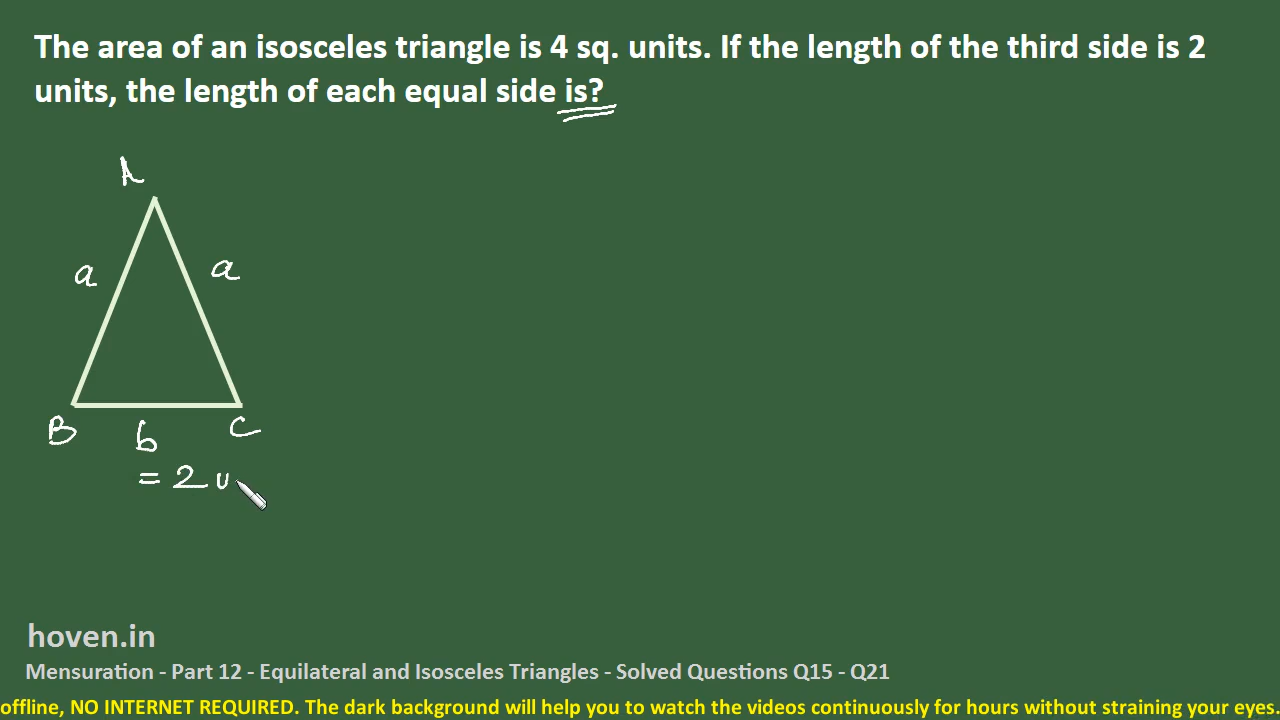 The area of an isosceles triangle is 4 sq. units. If the length of the third side is 2
units, the length of each equal side is?
A
a a
B b C
= 2 u
hoven.in
Mensuration - Part 12 - Equilateral and Isosceles Triangles - Solved Questions Q15 - Q21
offline, NO INTERNET REQUIRED. The dark background will help you to watch the videos continuously for hours without straining your eyes.